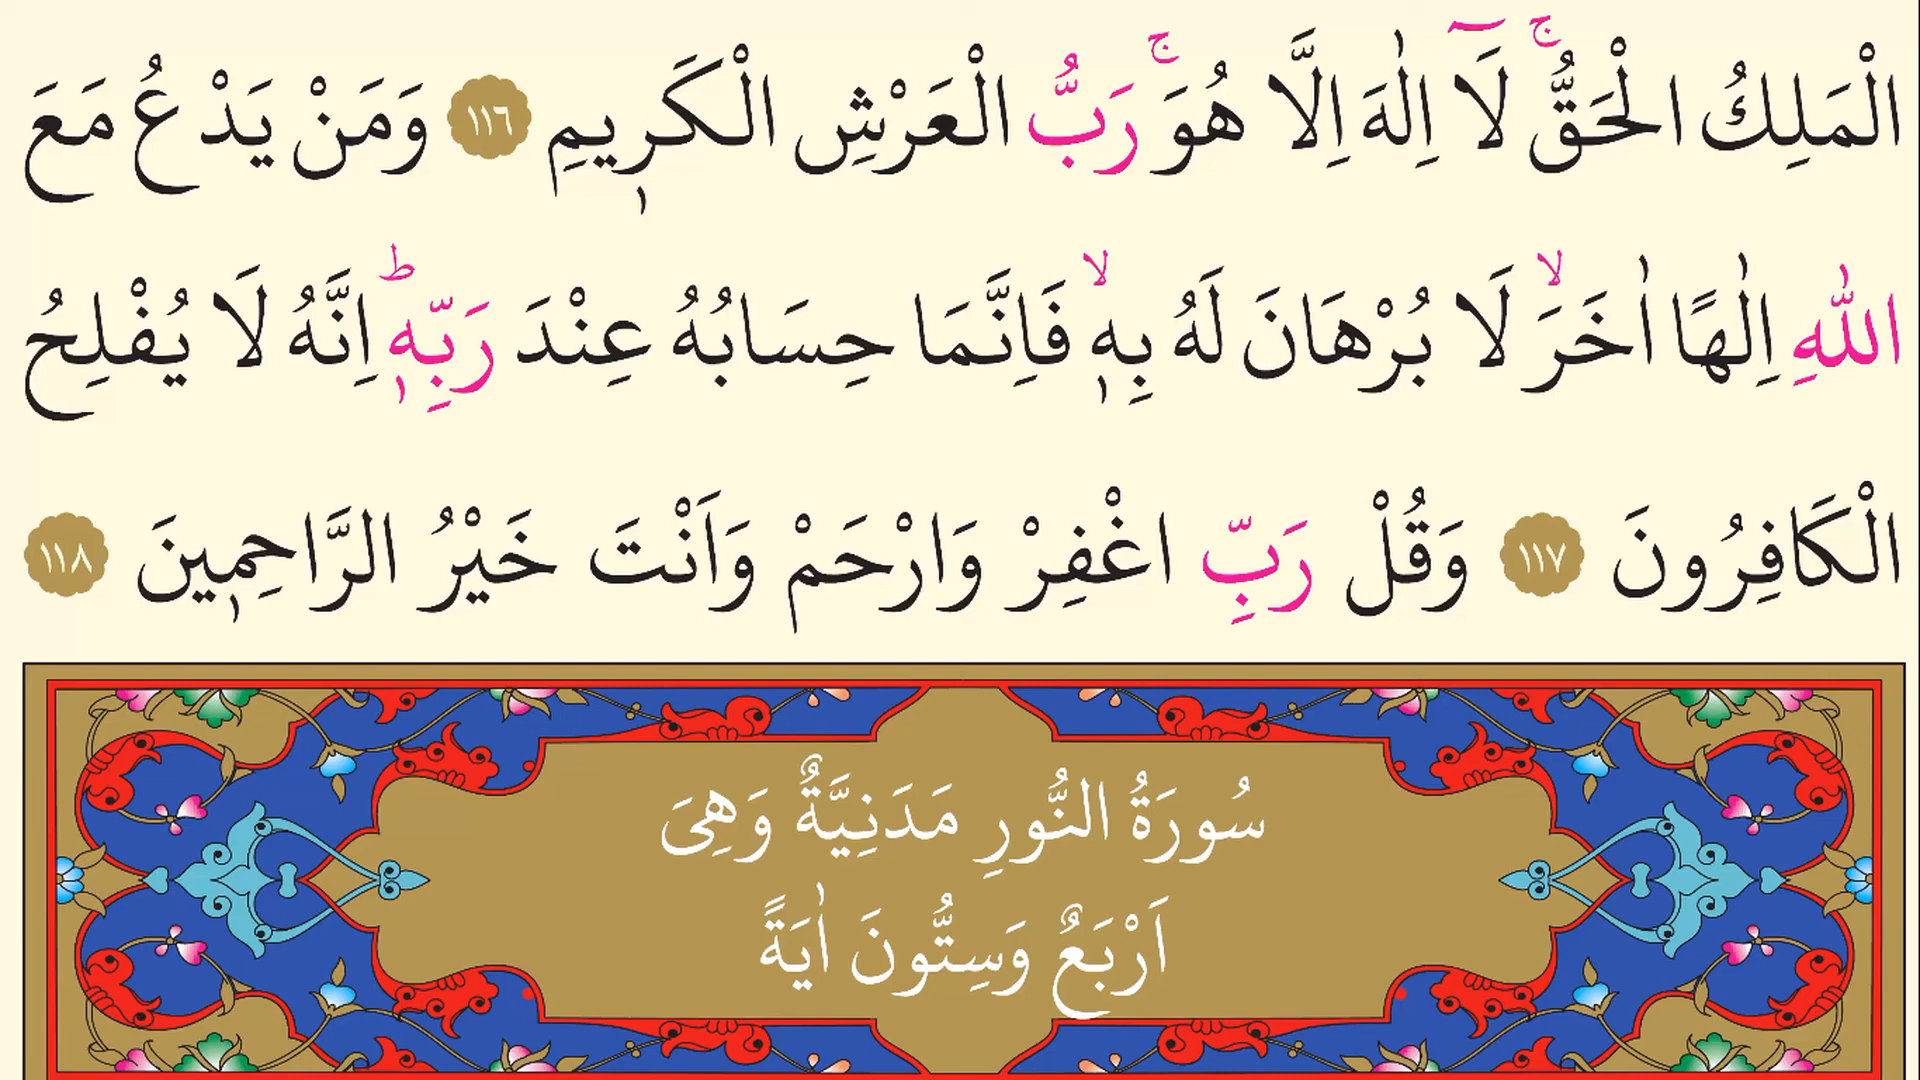 الْمَلِكُ الْحَقُّۚ لَٓا اِلٰهَ اِلَّا هُوَۚ رَبُّ الْعَرْشِ الْكَر۪يمِ ﴿١١٦﴾ وَمَنْ يَدْعُ مَعَ
اللّٰهِ اِلٰهًا اٰخَرَۙ لَا بُرْهَانَ لَهُ بِه۪ۙ فَاِنَّمَا حِسَابُهُ عِنْدَ رَبِّه۪ۜ اِنَّهُ لَا يُفْلِحُ
الْكَافِرُونَ ﴿١١٧﴾ وَقُلْ رَبِّ اغْفِرْ وَارْحَمْ وَاَنْتَ خَيْرُ الرَّاحِم۪ينَ ﴿١١٨﴾
سُورَةُ النُّورِ مَدَنِيَّةٌ وَهِىَ
اَرْبَعٌ وَسِتُّونَ اٰيَةً